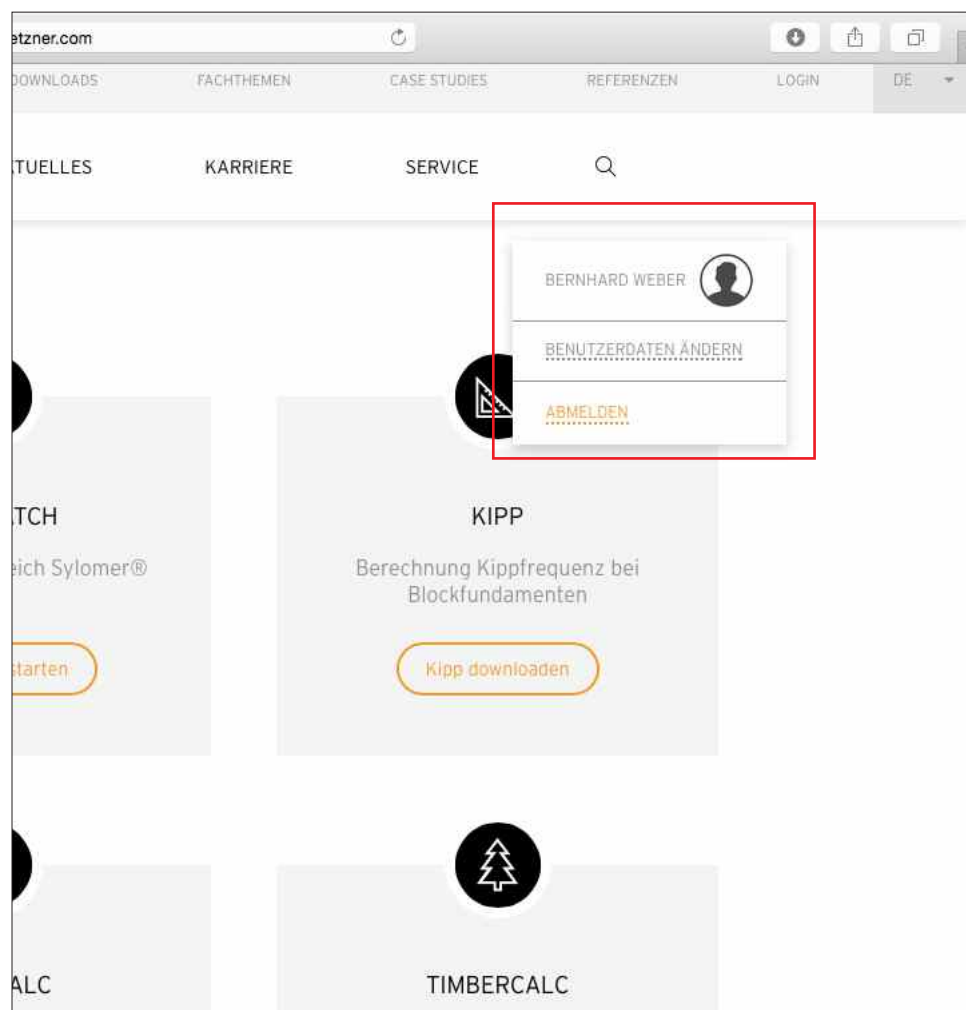 etzner.com
DOWNLOADS FACHTHEMEN CASE STUDIES REFERENZEN LOGIN DE
TUELLES KARRIERE SERVICE
BERNHARD WEBER
BENUTZERDATEN ÄNDERN
ABMELDEN
TCH KIPP
eich Sylomer® Berechnung Kippfrequenz bei
Blockfundamenten
starten Kipp downloaden
ALC TIMBERCALC